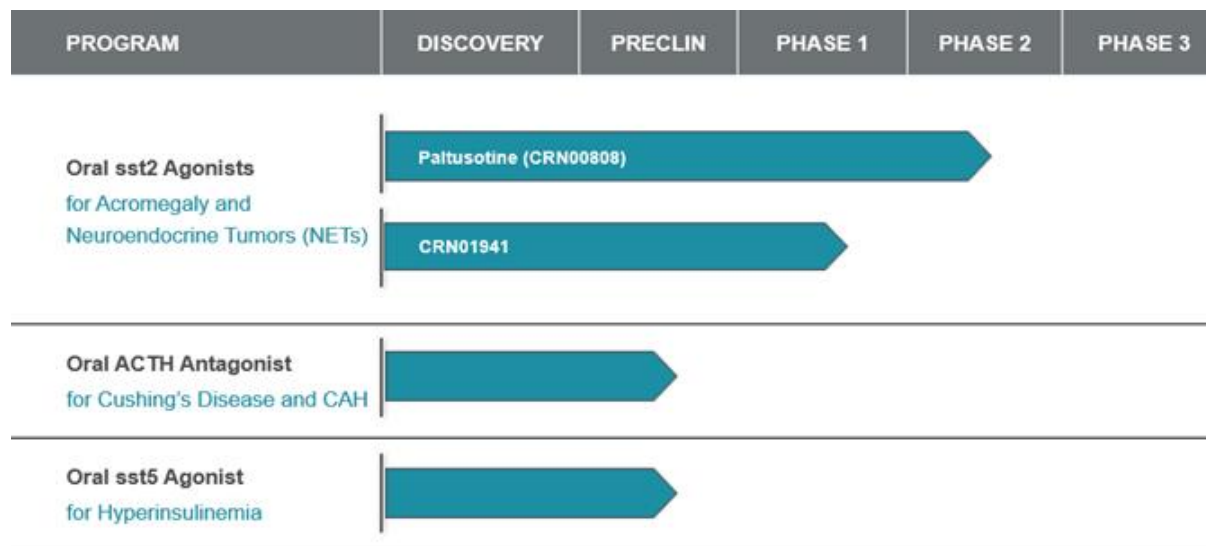 PROGRAM DISCOVERY PRECLIN PHASE 1 PHASE 2 PHASE 3
Oral sst2 Agonists
for Acromegaly and
Neuroendocrine Tumors (NETs)
Paltusotine (CRN00808)
CRN01941
Oral ACTH Antagonist
for Cushing's Disease and CAH
Oral sst5 Agonist
for Hyperinsulinemia